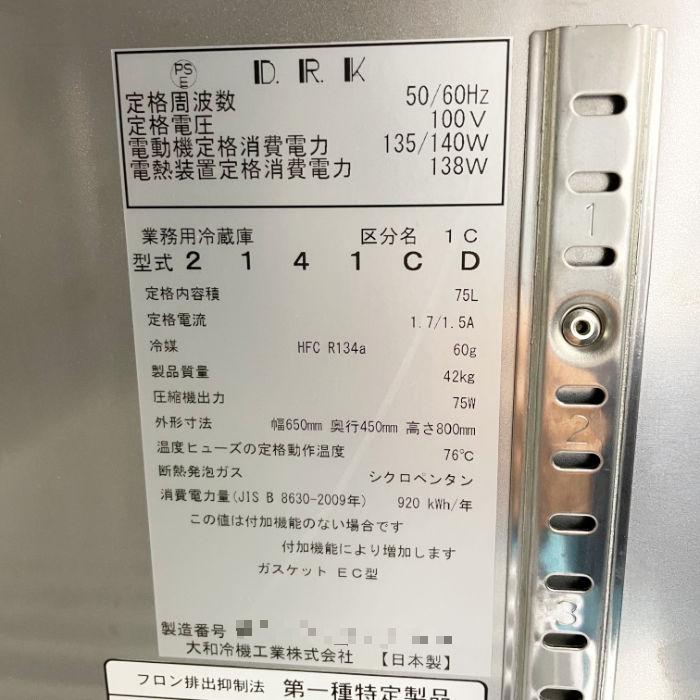 PS
E
D.R.K
定格周波数 50/60Hz
定格電圧 100V
電動機定格消費電力 135/140W
電熱装置定格消費電力 138W
業務用冷蔵庫 区分名 1C
型式 2141CD
定格内容積 75L
定格電流 1.7/1.5A
冷媒 HFC R134a 60g
製品質量 42kg
圧縮機出力 75W
外形寸法 幅650mm 奥行450mm 高さ800mm
温度ヒューズの定格動作温度 76℃
断熱発泡ガス シクロペンタン
消費電力量(JIS B 8630-2009年) 920 kWh/年
この値は付加機能のない場合です
付加機能により増加します
ガスケット EC型
製造番号
大和冷機工業株式会社 【日本製】
フロン排出抑制法 第一種特定製品
1
2
3